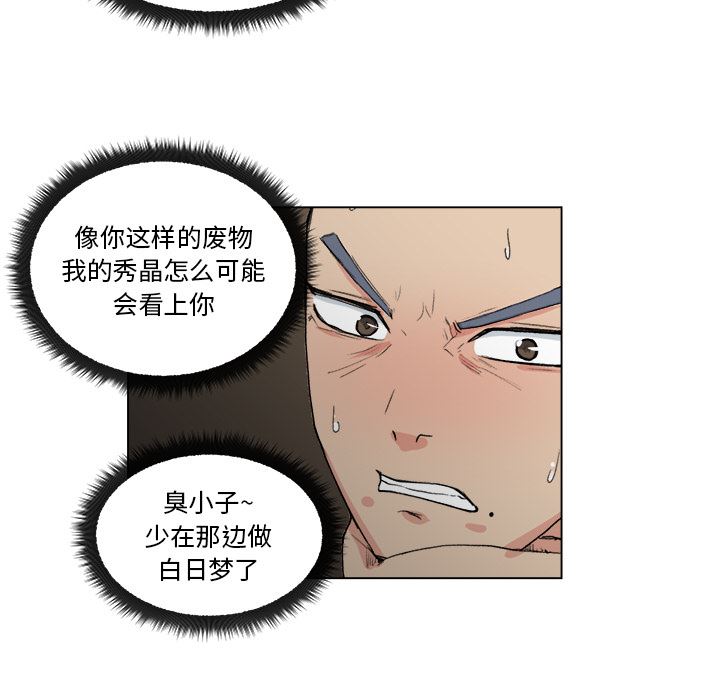 像你这样的废物
我的秀晶怎么可能
会看上你
臭小子~
少在那边做
白日梦了